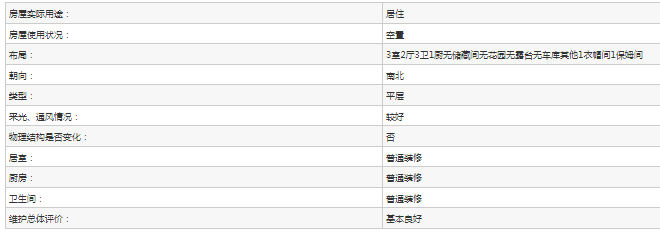 房屋实际用途： 居住
房屋使用状况： 空置
布局： 3室2厅3卫1厨无储藏间无花园无露台无车库其他1衣帽间1保姆间
朝向： 南北
类型： 平层
采光、通风情况： 较好
物理结构是否变化： 否
居室： 普通装修
厨房： 普通装修
卫生间： 普通装修
维护总体评价： 基本良好